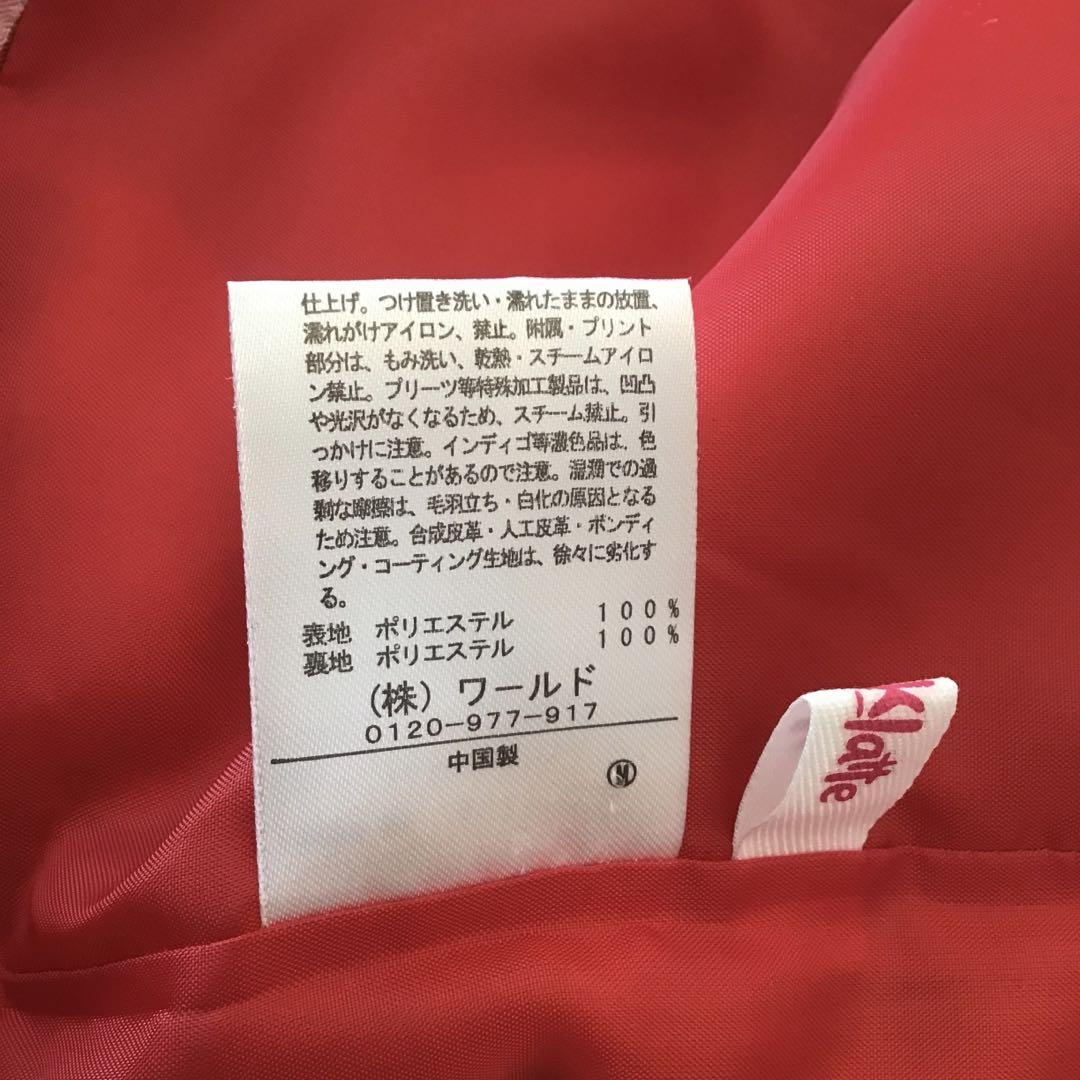 仕上げ。つけ置き洗い・濡れたままの放置、
濡れがけアイロン、禁止。附属・プリント
部分は、もみ洗い、乾熱・スチームアイロ
ン禁止。プリーツ等特殊加工製品は、凹凸
や光沢がなくなるため、スチーム禁止。引
っかけに注意。インディゴ等濃色品は、色
移りすることがあるので注意。湿潤での過
剰な摩擦は、毛羽立ち・白化の原因となる
ため注意。合成皮革・人工皮革・ボンディ
ング・コーティング生地は、徐々に劣化す
る。
表地 ポリエステル 100%
裏地 ポリエステル 100%
(株) ワールド
0120-977-917
中国製
Latte